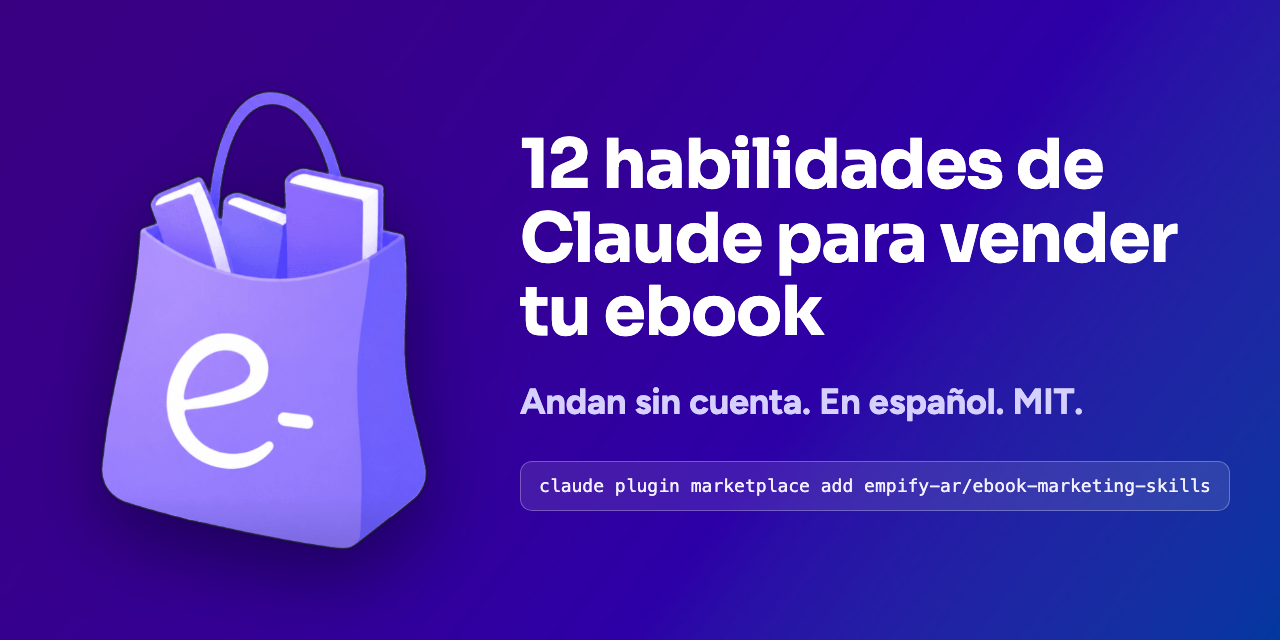 e-
12 habilidades de
Claude para vender
tu ebook
Andan sin cuenta. En español. MIT.
claude plugin marketplace add empify-ar/ebook-marketing-skills